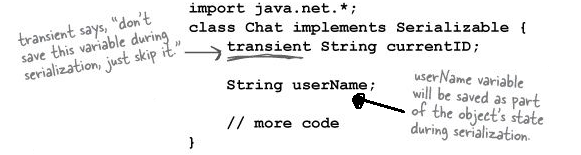 import java.net.*;
class Chat implements Serializable {
transient String currentID;
String userName;
// more code
}
transient says, "don't
save this variable during
serialization, just skip it."
userName variable
will be saved as part
of the object's state
during serialization.